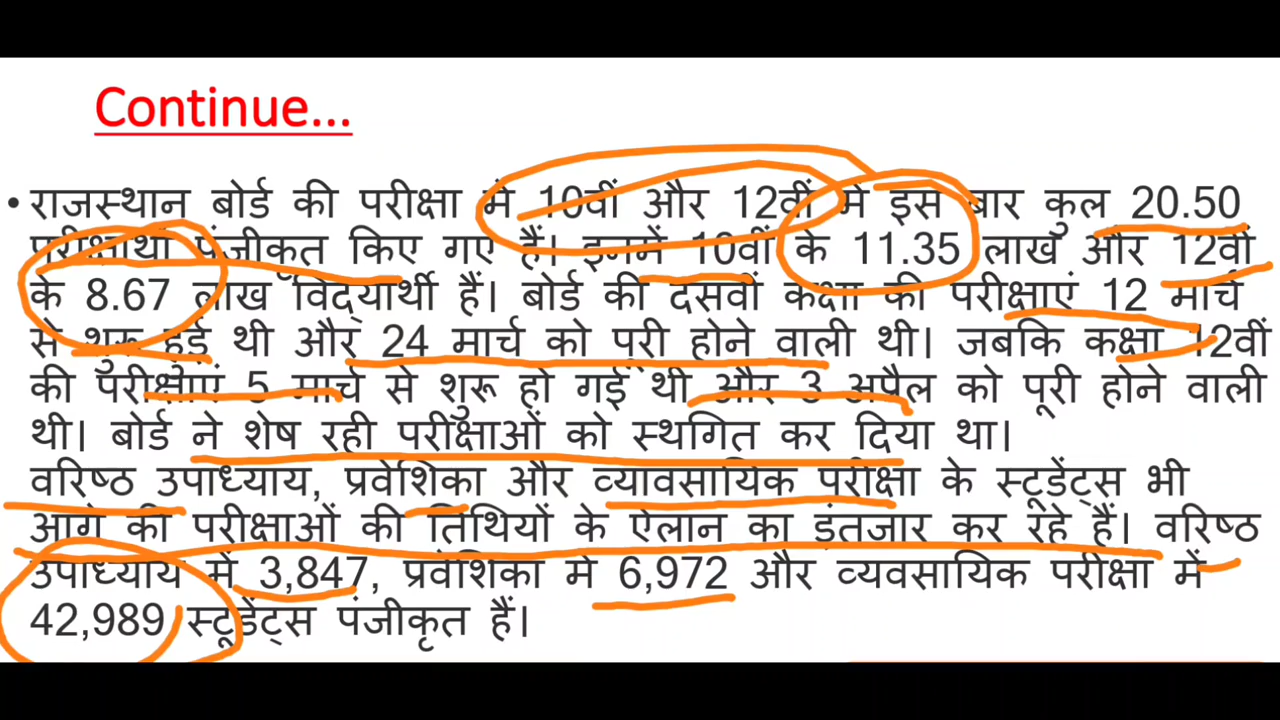 Continue...
• राजस्थान बोर्ड की परीक्षा में 10वीं और 12वीं में इस बार कुल 20.50
परीक्षार्थी पंजीकृत किए गए हैं। इनमें 10वीं के 11.35 लाख और 12वीं
के 8.67 लाख विद्यार्थी हैं। बोर्ड की दसवीं कक्षा की परीक्षाएं 12 मार्च
से शुरू हुई थी और 24 मार्च को पूरी होने वाली थी। जबकि कक्षा 12वीं
की परीक्षाएं 5 मार्च से शुरू हो गई थी और 3 अप्रैल को पूरी होने वाली
थी। बोर्ड ने शेष रही परीक्षाओं को स्थगित कर दिया था।
वरिष्ठ उपाध्याय, प्रवेशिका और व्यावसायिक परीक्षा के स्टूडेंट्स भी
आगे की परीक्षाओं की तिथियों के ऐलान का इंतजार कर रहे हैं। वरिष्ठ
उपाध्याय में 3,847, प्रवेशिका में 6,972 और व्यवसायिक परीक्षा में
42,989 स्टूडेंट्स पंजीकृत हैं।